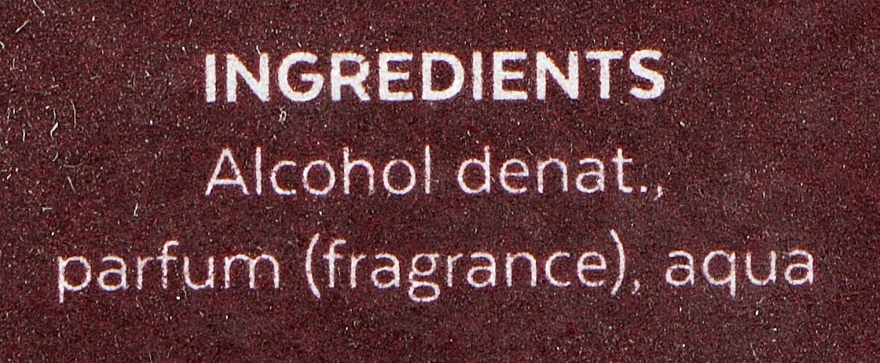 INGREDIENTS
Alcohol denat.,
parfum (fragrance), aqua